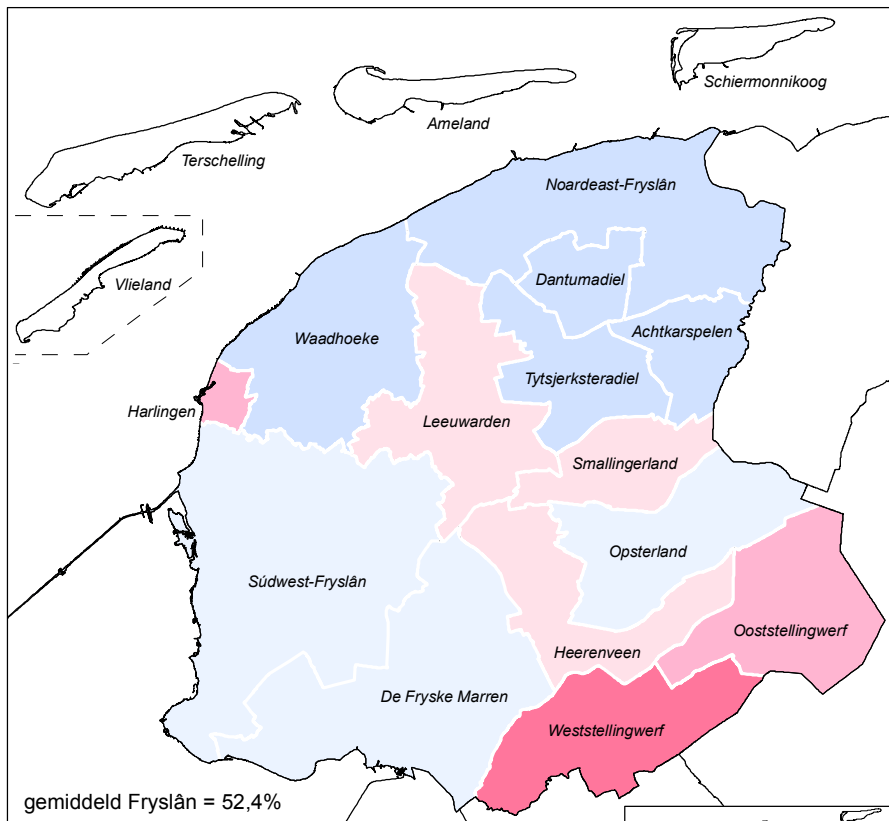 Schiermonnikoog
Ameland
Terschelling
Noardeast-Fryslân
Dantumadiel
Vlieland
Waadhoeke
Achtkarspelen
Tytsjerksteradiel
Harlingen
Leeuwarden
Smallingerland
Opsterland
Súdwest-Fryslân
Ooststellingwerf
Heerenveen
De Fryske Marren
Weststellingwerf
gemiddeld Fryslân = 52,4%